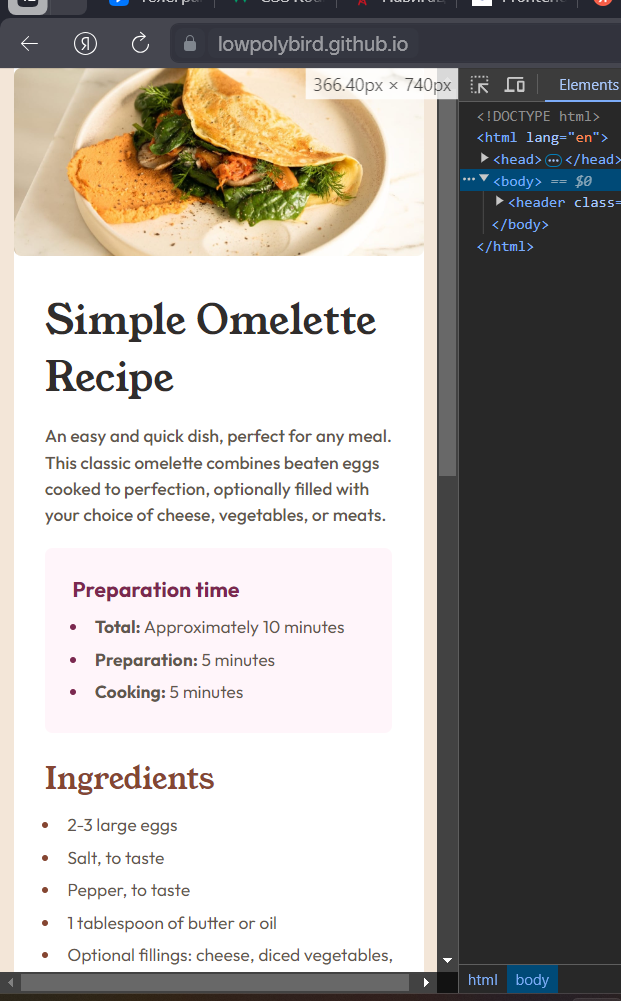 lowpolybird.github.io
366.40px × 740px
Elements
Simple Omelette
Recipe
An easy and quick dish, perfect for any meal.
This classic omelette combines beaten eggs
cooked to perfection, optionally filled with
your choice of cheese, vegetables, or meats.
Preparation time
Total: Approximately 10 minutes
Preparation: 5 minutes
Cooking: 5 minutes
Ingredients
2-3 large eggs
Salt, to taste
Pepper, to taste
1 tablespoon of butter or oil
Optional fillings: cheese, diced vegetables,
<!DOCTYPE html>
<html lang="en">
<head> ⋯ </head>
<body> == $0
<header class=
</body>
</html>
html body